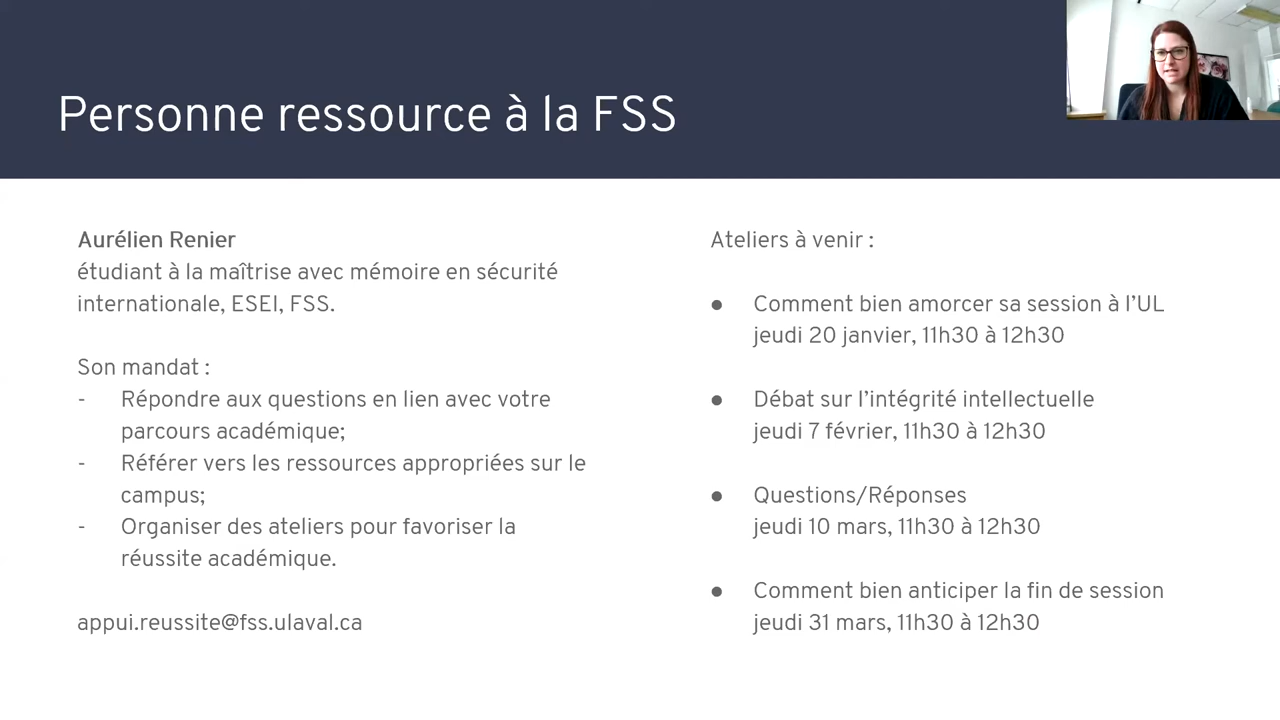 Personne ressource à la FSS
Aurélien Renier
étudiant à la maîtrise avec mémoire en sécurité
internationale, ESEI, FSS.
Son mandat :
- Répondre aux questions en lien avec votre
parcours académique;
- Référer vers les ressources appropriées sur le
campus;
- Organiser des ateliers pour favoriser la
réussite académique.
appui.reussite@fss.ulaval.ca
Ateliers à venir :
● Comment bien amorcer sa session à l’UL
jeudi 20 janvier, 11h30 à 12h30
● Débat sur l’intégrité intellectuelle
jeudi 7 février, 11h30 à 12h30
● Questions/Réponses
jeudi 10 mars, 11h30 à 12h30
● Comment bien anticiper la fin de session
jeudi 31 mars, 11h30 à 12h30